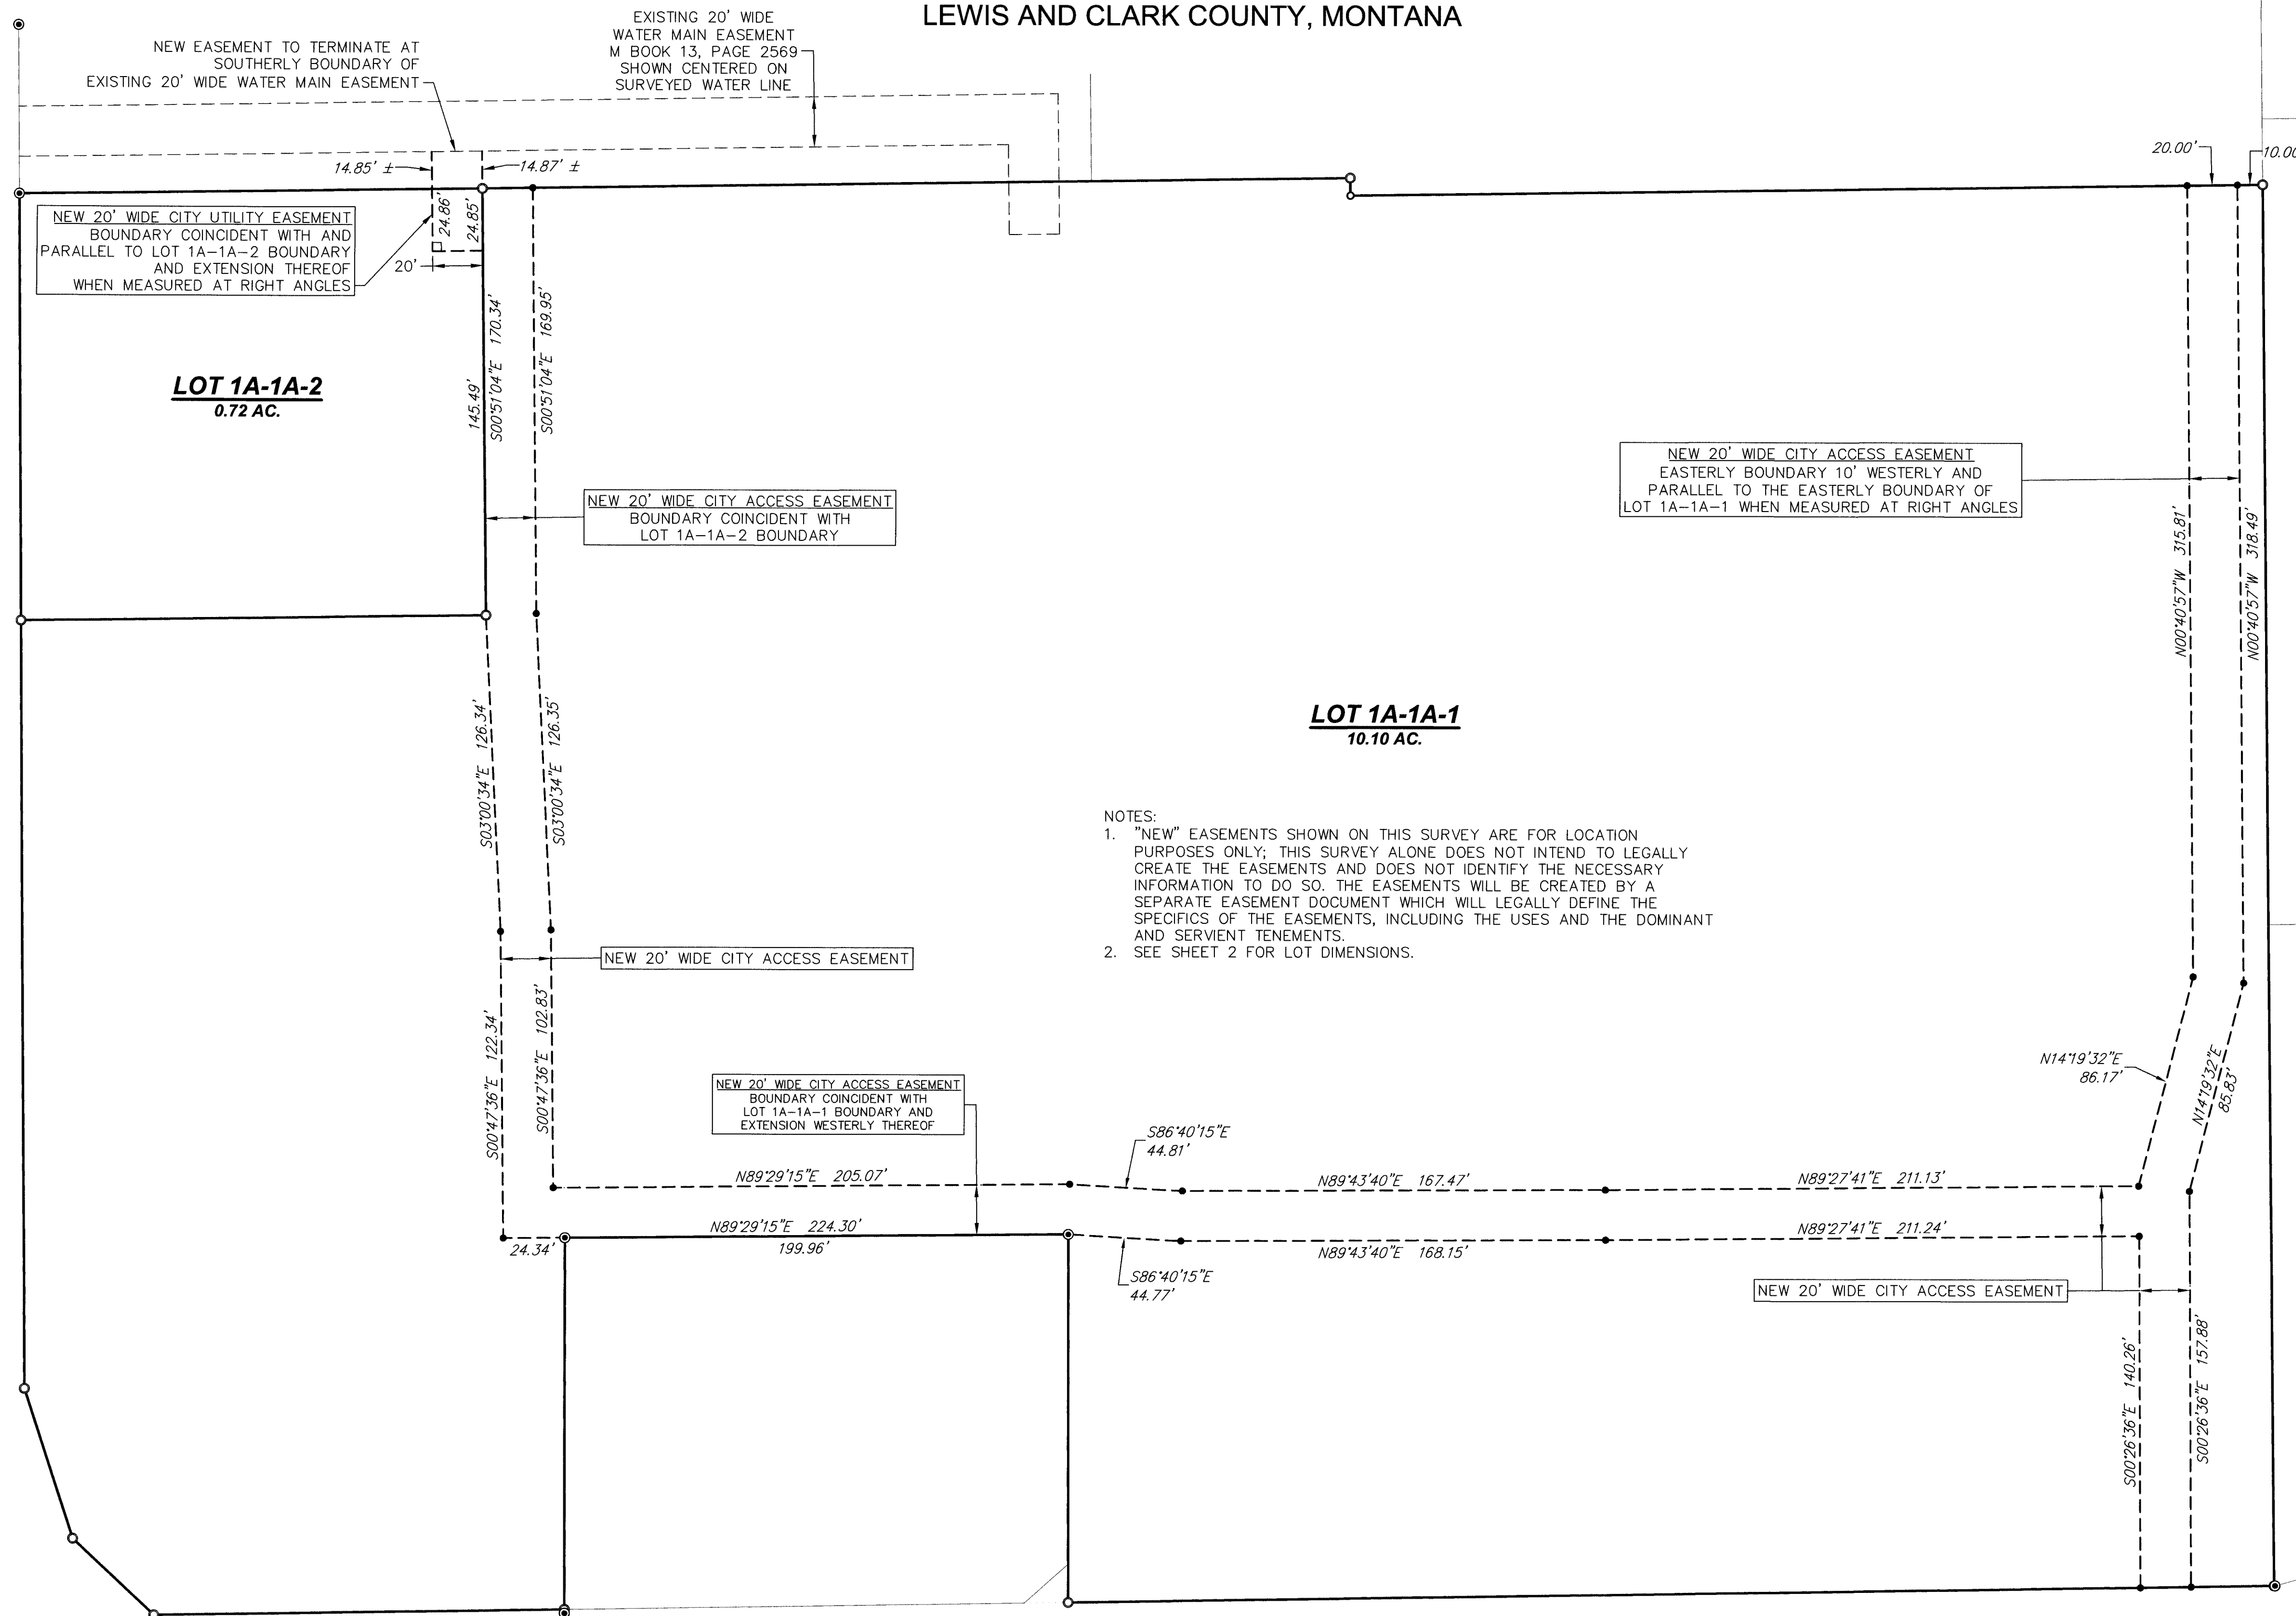 LEWIS AND CLARK COUNTY, MONTANA
NEW EASEMENT TO TERMINATE AT
SOUTHERLY BOUNDARY OF
EXISTING 20' WIDE WATER MAIN EASEMENT
EXISTING 20' WIDE
WATER MAIN EASEMENT
M BOOK 13, PAGE 2569
SHOWN CENTERED ON
SURVEYED WATER LINE
14.85' ±
14.87' ±
20.00'
10.00
NEW 20' WIDE CITY UTILITY EASEMENT
BOUNDARY COINCIDENT WITH AND
PARALLEL TO LOT 1A-1A-2 BOUNDARY
AND EXTENSION THEREOF
WHEN MEASURED AT RIGHT ANGLES
24.86'
24.85'
20'
LOT 1A-1A-2
0.72 AC.
145.49'
S00°51'04"E 170.34'
S00°51'04"E 169.95'
NEW 20' WIDE CITY ACCESS EASEMENT
BOUNDARY COINCIDENT WITH
LOT 1A-1A-2 BOUNDARY
NEW 20' WIDE CITY ACCESS EASEMENT
EASTERLY BOUNDARY 10' WESTERLY AND
PARALLEL TO THE EASTERLY BOUNDARY OF
LOT 1A-1A-1 WHEN MEASURED AT RIGHT ANGLES
N00°40'57"W 315.81'
N00°40'57"W 318.49'
LOT 1A-1A-1
10.10 AC.
S03°00'34"E 126.34'
S03°00'34"E 126.35'
NOTES:
1. "NEW" EASEMENTS SHOWN ON THIS SURVEY ARE FOR LOCATION
PURPOSES ONLY; THIS SURVEY ALONE DOES NOT INTEND TO LEGALLY
CREATE THE EASEMENTS AND DOES NOT IDENTIFY THE NECESSARY
INFORMATION TO DO SO. THE EASEMENTS WILL BE CREATED BY A
SEPARATE EASEMENT DOCUMENT WHICH WILL LEGALLY DEFINE THE
SPECIFICS OF THE EASEMENTS, INCLUDING THE USES AND THE DOMINANT
AND SERVIENT TENEMENTS.
2. SEE SHEET 2 FOR LOT DIMENSIONS.
NEW 20' WIDE CITY ACCESS EASEMENT
S00°47'36"E 122.34'
S00°47'36"E 102.83'
N14°19'32"E
86.17'
N14°19'32"E
85.83'
NEW 20' WIDE CITY ACCESS EASEMENT
BOUNDARY COINCIDENT WITH
LOT 1A-1A-1 BOUNDARY AND
EXTENSION WESTERLY THEREOF
S86°40'15"E
44.81'
N89°29'15"E 205.07'
N89°43'40"E 167.47'
N89°27'41"E 211.13'
N89°29'15"E 224.30'
24.34'
199.96'
N89°43'40"E 168.15'
N89°27'41"E 211.24'
S86°40'15"E
44.77'
NEW 20' WIDE CITY ACCESS EASEMENT
S00°26'36"E 140.26'
S00°26'36"E 157.88'